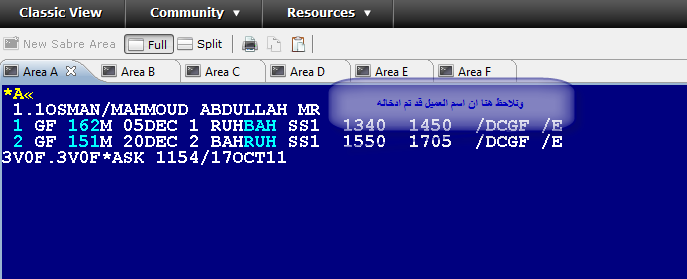 Classic View Community ▼ Resources ▼
New Sabre Area Full Split
Area A X Area B Area C Area D Area E Area F
*A«
وتلاحظ هنا ان اسم العميل قد تم ادخاله
1.1OSMAN/MAHMOUD ABDULLAH MR
1 GF 162M 05DEC 1 RUHBAH SS1 1340 1450 /DCGF /E
2 GF 151M 20DEC 2 BAHRUH SS1 1550 1705 /DCGF /E
3V0F.3V0F*ASK 1154/17OCT11